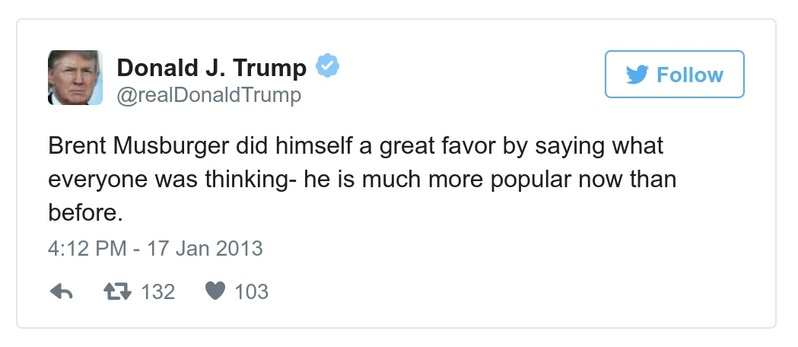 Donald J. Trump
@realDonaldTrump
Follow
Brent Musburger did himself a great favor by saying what
everyone was thinking- he is much more popular now than
before.
4:12 PM - 17 Jan 2013
132 103